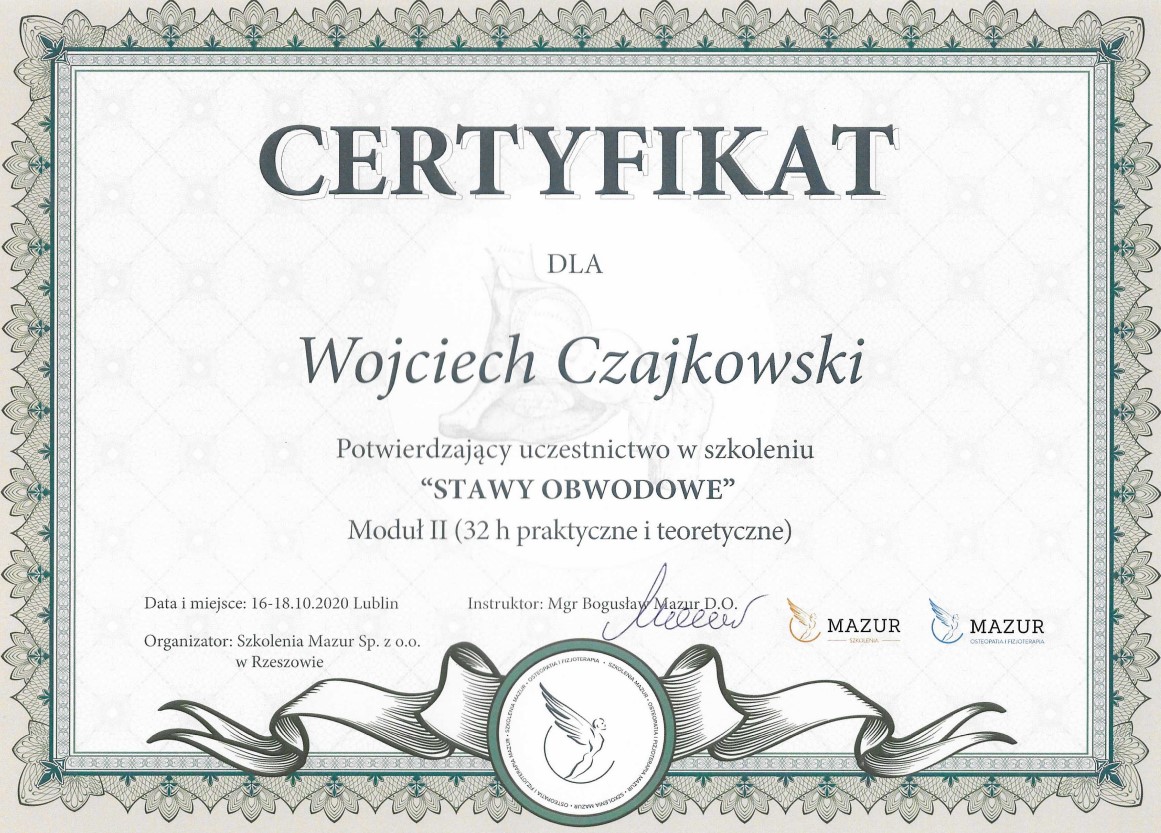 CERTYFIKAT
DLA
Wojciech Czajkowski
Potwierdzający uczestnictwo w szkoleniu
“STAWY OBWODOWE”
Moduł II (32 h praktyczne i teoretyczne)
Data i miejsce: 16-18.10.2020 Lublin
Instruktor: Mgr Bogusław Mazur D.O.
Organizator: Szkolenia Mazur Sp. z o.o.
w Rzeszowie
MAZUR
SZKOLENIA
MAZUR
OSTEOPATIA I FIZJOTERAPIA
SZKOLENIA MAZUR • OSTEOPATIA I FIZJOTERAPIA • SZKOLENIA MAZUR • OSTEOPATIA I FIZJOTERAPIA MAZUR • SZKOLENIA MAZUR • OSTEOPATIA I FIZJOTERAPIA MAZUR •